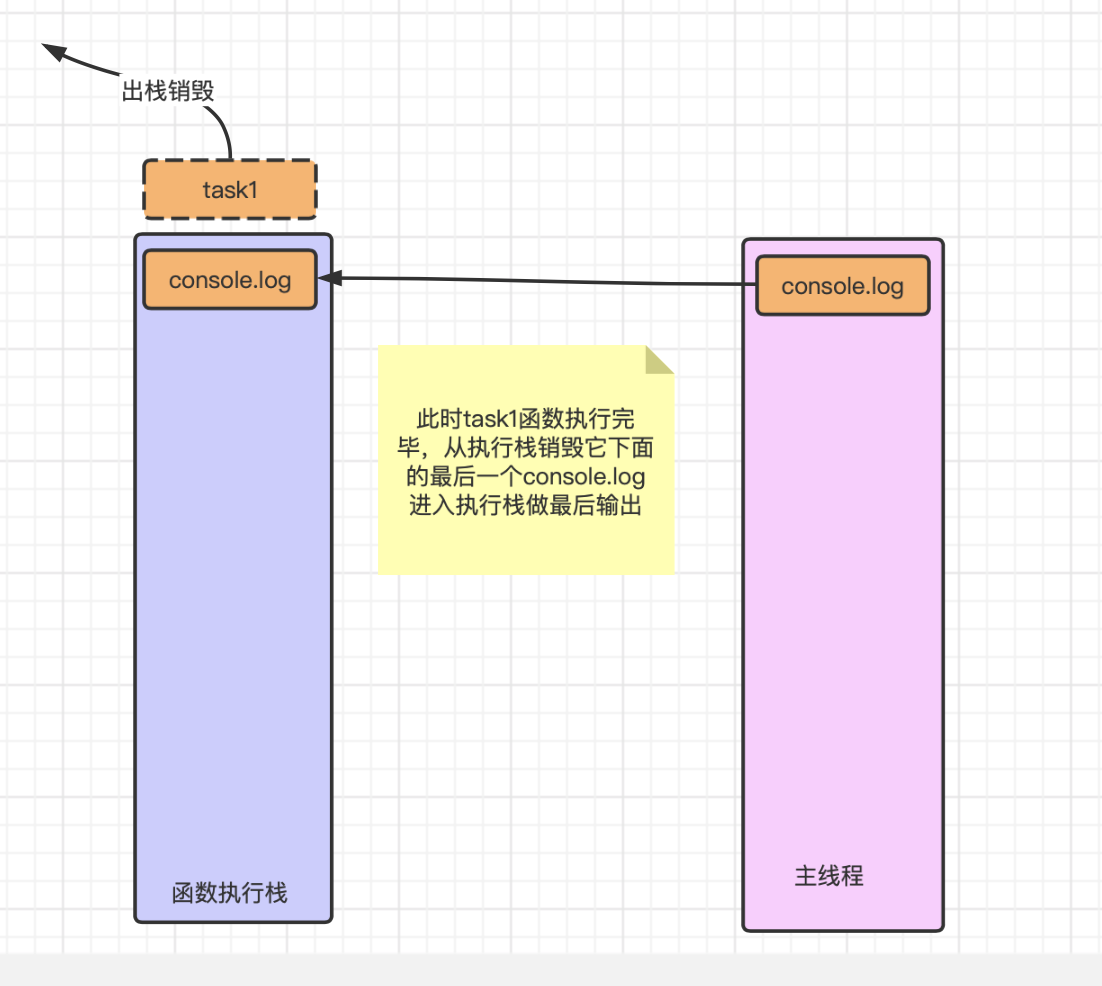 出栈销毁
task1
console.log
console.log
此时task1函数执行完
毕，从执行栈销毁它下面
的最后一个console.log
进入执行栈做最后输出
函数执行栈
主线程